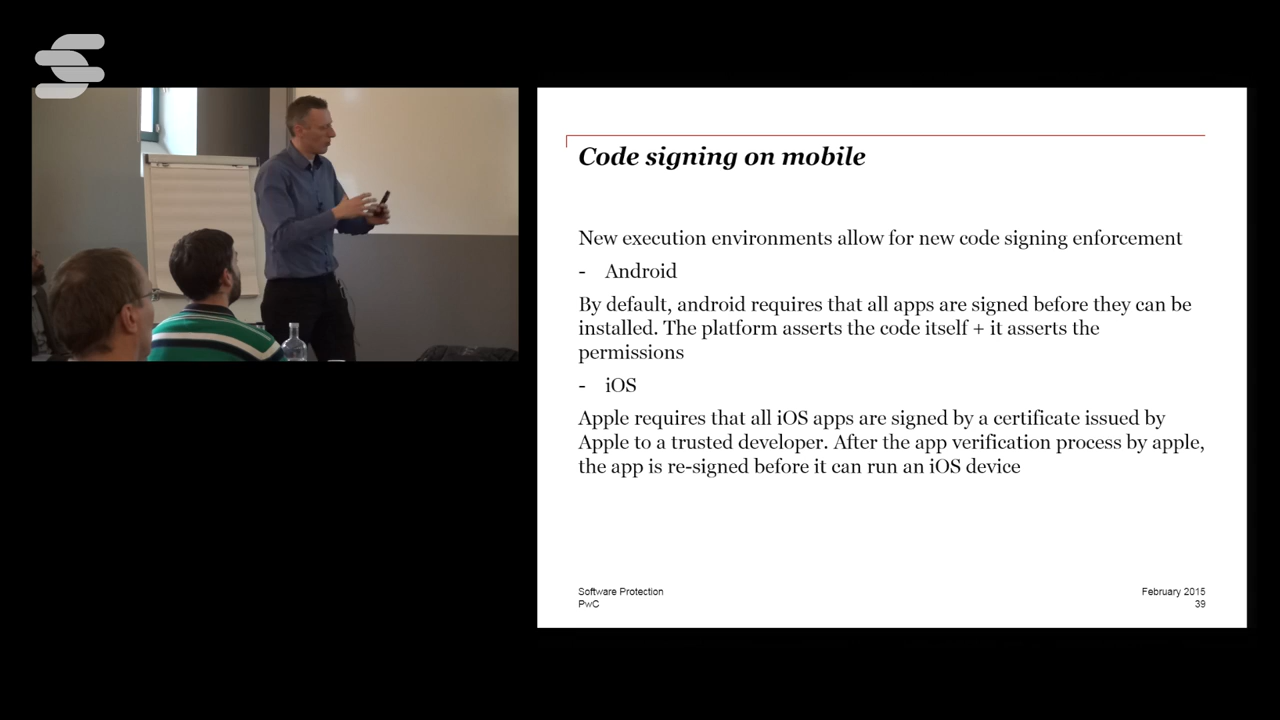 Code signing on mobile
New execution environments allow for new code signing enforcement
- Android
By default, android requires that all apps are signed before they can be
installed. The platform asserts the code itself + it asserts the
permissions
- iOS
Apple requires that all iOS apps are signed by a certificate issued by
Apple to a trusted developer. After the app verification process by apple,
the app is re-signed before it can run an iOS device
Software Protection
PwC
February 2015
39